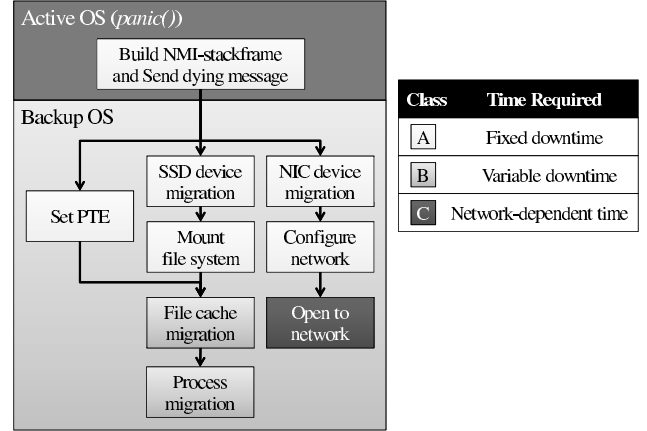 Active OS (panic())
Build NMI-stackframe
and Send dying message
Backup OS
Set PTE
SSD device
migration
Mount
file system
File cache
migration
Process
migration
NIC device
migration
Configure
network
Open to
network
Class Time Required
A Fixed downtime
B Variable downtime
C Network-dependent time